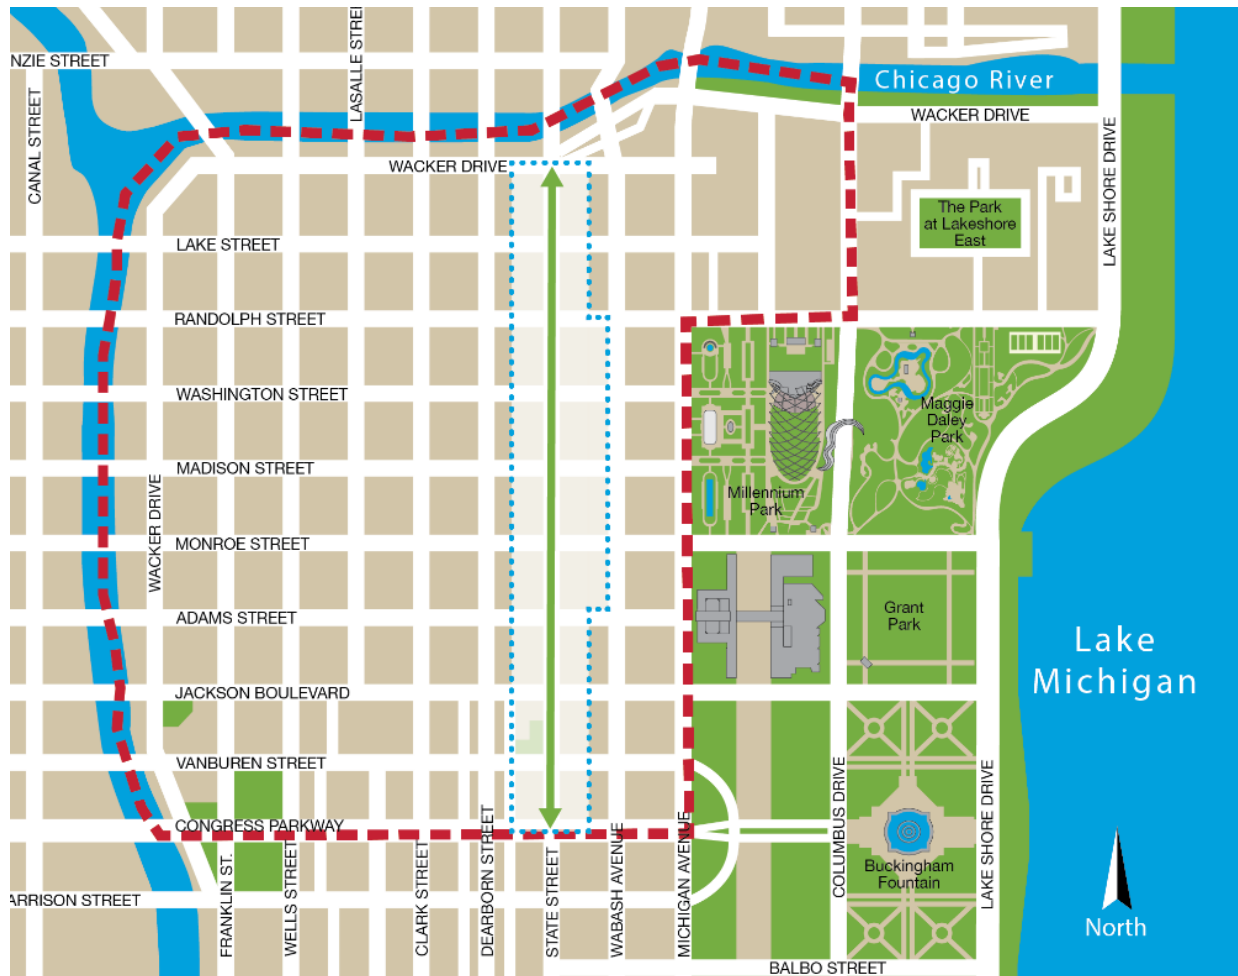 NZIE STREET
LASALLE STREE
CANAL STREET
Chicago River
WACKER DRIVE
WACKER DRIVE
LAKE SHORE DRIVE
The Park
at Lakeshore
East
LAKE STREET
RANDOLPH STREET
WASHINGTON STREET
Maggie
Daley
Park
MADISON STREET
Millennium
Park
WACKER DRIVE
MONROE STREET
ADAMS STREET
Grant
Park
Lake
Michigan
JACKSON BOULEVARD
VANBUREN STREET
COLUMBUS DRIVE
LAKE SHORE DRIVE
CONGRESS PARKWAY
Buckingham
Fountain
ARRISON STREET
FRANKLIN ST.
WELLS STREET
CLARK STREET
DEARBORN STREET
STATE STREET
WABASH AVENUE
MICHIGAN AVENUE
North
BALBO STREET